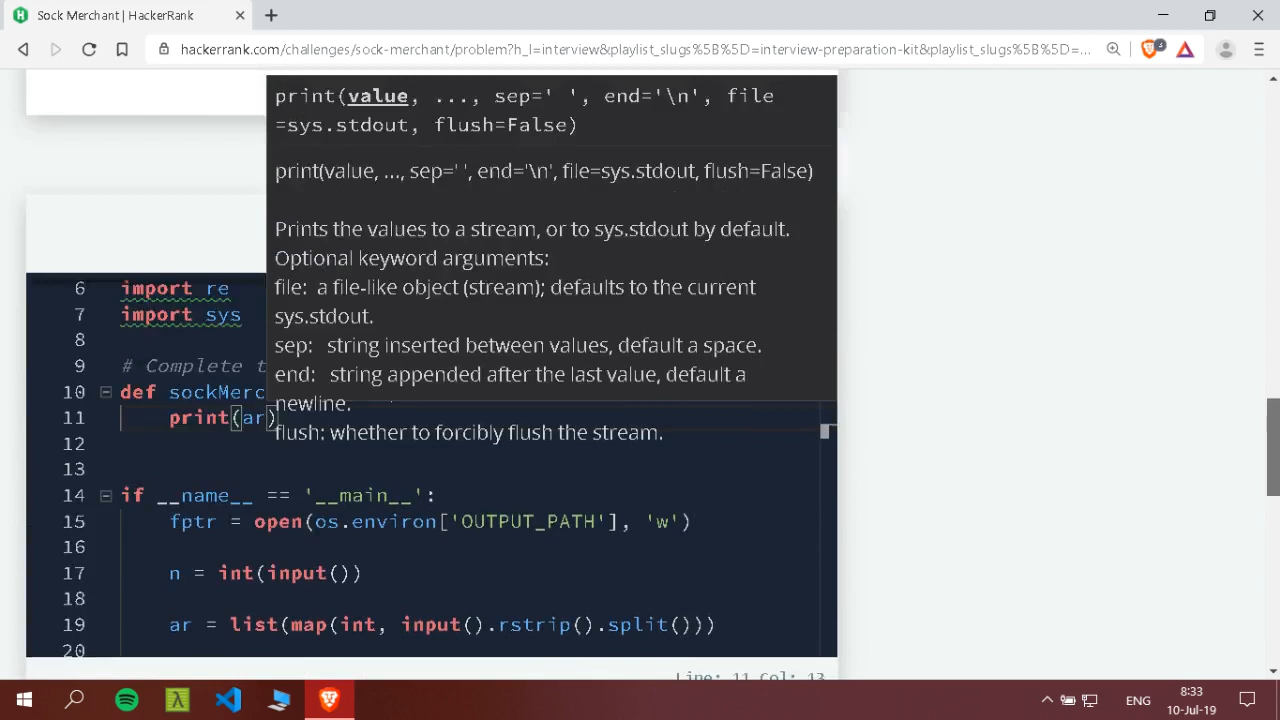 Sock Merchant | HackerRank
hackerrank.com/challenges/sock-merchant/problem?h_l=interview&playlist_slugs%5B%5D=interview-preparation-kit&playlist_slugs%5B%5D=...
3
print(value, ..., sep=' ', end='\n', file
=sys.stdout, flush=False)
print(value, ..., sep=' ', end='\n', file=sys.stdout, flush=False)
Prints the values to a stream, or to sys.stdout by default.
Optional keyword arguments:
file:  a file-like object (stream); defaults to the current
sys.stdout.
sep:   string inserted between values, default a space.
end:   string appended after the last value, default a
newline.
flush: whether to forcibly flush the stream.
6 import re
7 import sys
8
9 # Complete t
10 def sockMerc
11     print(ar)
12
13
14 if __name__ == '__main__':
15     fptr = open(os.environ['OUTPUT_PATH'], 'w')
16
17     n = int(input())
18
19     ar = list(map(int, input().rstrip().split()))
20
Line: 11 Col: 13
ENG
8:33
10-Jul-19